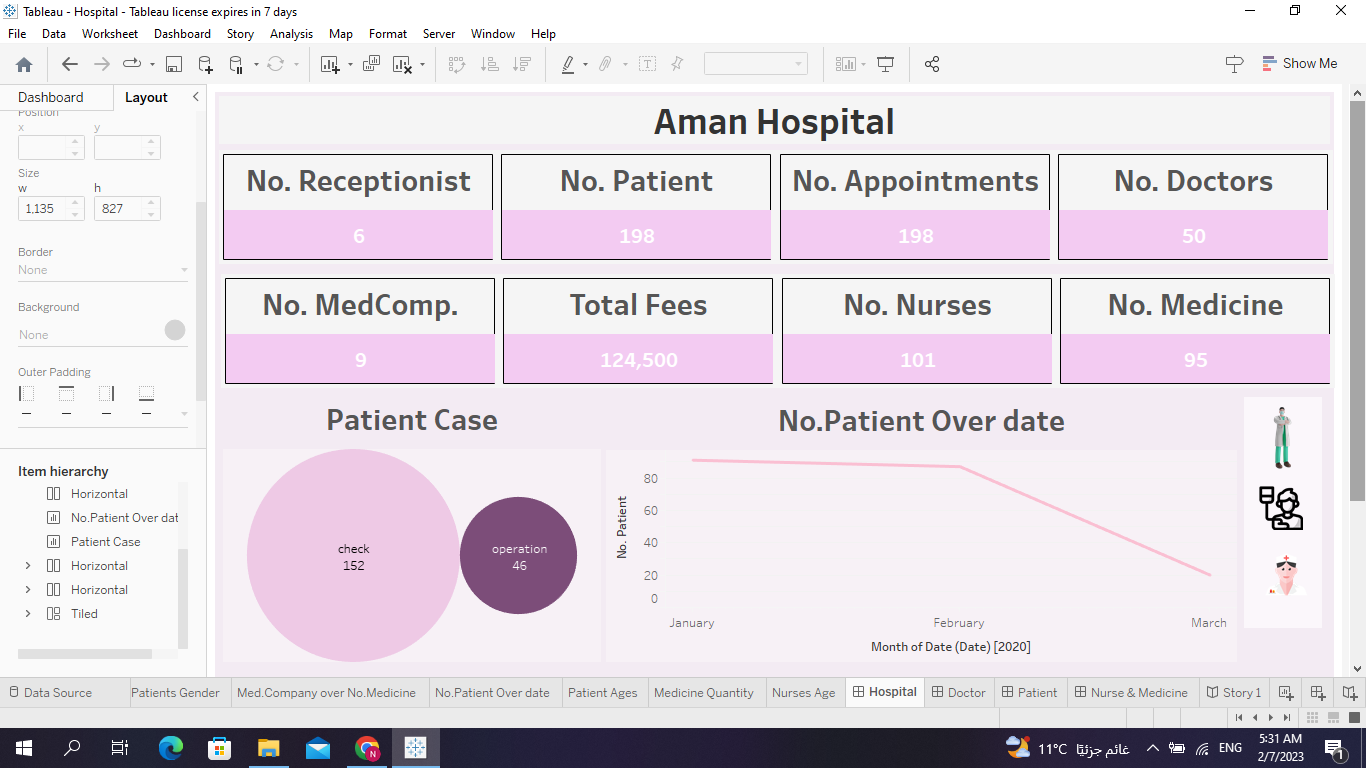 Tableau - Hospital - Tableau license expires in 7 days
File Data Worksheet Dashboard Story Analysis Map Format Server Window Help
Show Me
Dashboard Layout
Position
x y
Size
w h
1,135 827
Border
None
Background
None
Outer Padding
Item hierarchy
Horizontal
No.Patient Over dat
Patient Case
Horizontal
Horizontal
Tiled
Aman Hospital
No. Receptionist No. Patient No. Appointments No. Doctors
6 198 198 50
No. MedComp. Total Fees No. Nurses No. Medicine
9 124,500 101 95
Patient Case
check
152
operation
46
No.Patient Over date
No. Patient
80
60
40
20
0
January February March
Month of Date (Date) [2020]
Data Source Patients Gender Med.Company over No.Medicine No.Patient Over date Patient Ages Medicine Quantity Nurses Age Hospital Doctor Patient Nurse & Medicine Story 1
11°C غائم جزئيًا ENG 5:31 AM
2/7/2023
1